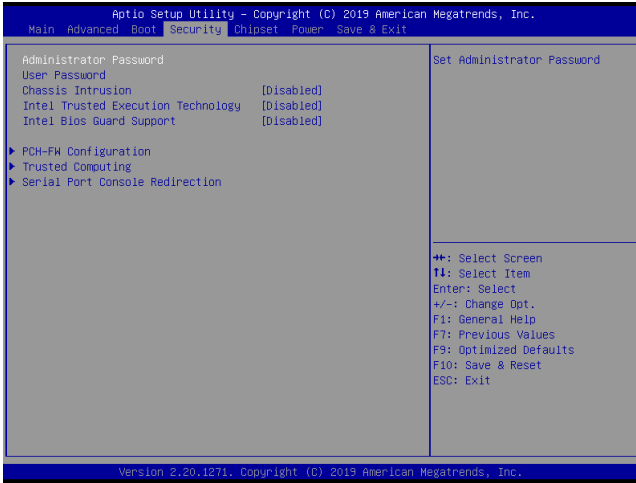 Aptio Setup Utility – Copyright (C) 2019 American Megatrends, Inc.
Main Advanced Boot Security Chipset Power Save & Exit
Administrator Password
User Password
Chassis Intrusion [Disabled]
Intel Trusted Execution Technology [Disabled]
Intel Bios Guard Support [Disabled]
▶ PCH-FW Configuration
▶ Trusted Computing
▶ Serial Port Console Redirection
Set Administrator Password
→←: Select Screen
↑↓: Select Item
Enter: Select
+/-: Change Opt.
F1: General Help
F7: Previous Values
F9: Optimized Defaults
F10: Save & Reset
ESC: Exit
Version 2.20.1271. Copyright (C) 2019 American Megatrends, Inc.